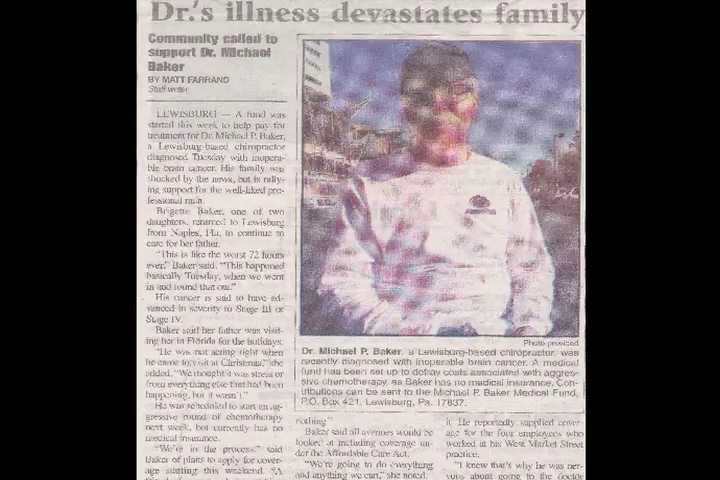 Dr.'s illness devastates family
Community called to
support Dr. Michael
Baker
BY MATT FARRAND
Staff writer
LEWISBURG — A fund was
started this week to help pay for
treatment for Dr. Michael P. Baker,
a Lewisburg-based chiropractor
diagnosed Tuesday with inopera-
ble brain cancer. His family was
shocked by the news, but is rally-
ing support for the well-liked pro-
fessional man.
Brigette Baker, one of two
daughters, returned to Lewisburg
from Naples, Fla. to continue to
care for her father.
"This is like the worst 72 hours
ever," Baker said. "This happened
basically Tuesday, when we went
in and found that out."
His cancer is said to have ad-
vanced in severity to Stage III or
Stage IV.
Baker said her father was visit-
ing her in Florida for the holidays.
"He was not acting right when
he came to visit at Christmas," she
added. "We thought it was stress or
from everything else that had been
happening, but it wasn't."
He was scheduled to start an ag-
gressive round of chemotherapy
next week, but currently has no
medical insurance.
"We're in the process," said
Baker of plans to apply for cover-
age starting this weekend. "A
Photo provided
Dr. Michael P. Baker, a Lewisburg-based chiropractor, was
recently diagnosed with inoperable brain cancer. A medical
fund has been set up to defray costs associated with aggres-
sive chemotherapy, as Baker has no medical insurance. Con-
tributions can be sent to the Michael P. Baker Medical Fund,
P.O. Box 421, Lewisburg, Pa. 17837.
nothing."
Baker said all avenues would be
looked at including coverage un-
der the Affordable Care Act.
"We're going to do everything
and anything we can," she noted.
it. He reportedly supplied cover-
age for the four employees who
worked at his West Market Street
practice.
"I knew that's why he was ner-
vous about going to the doctor